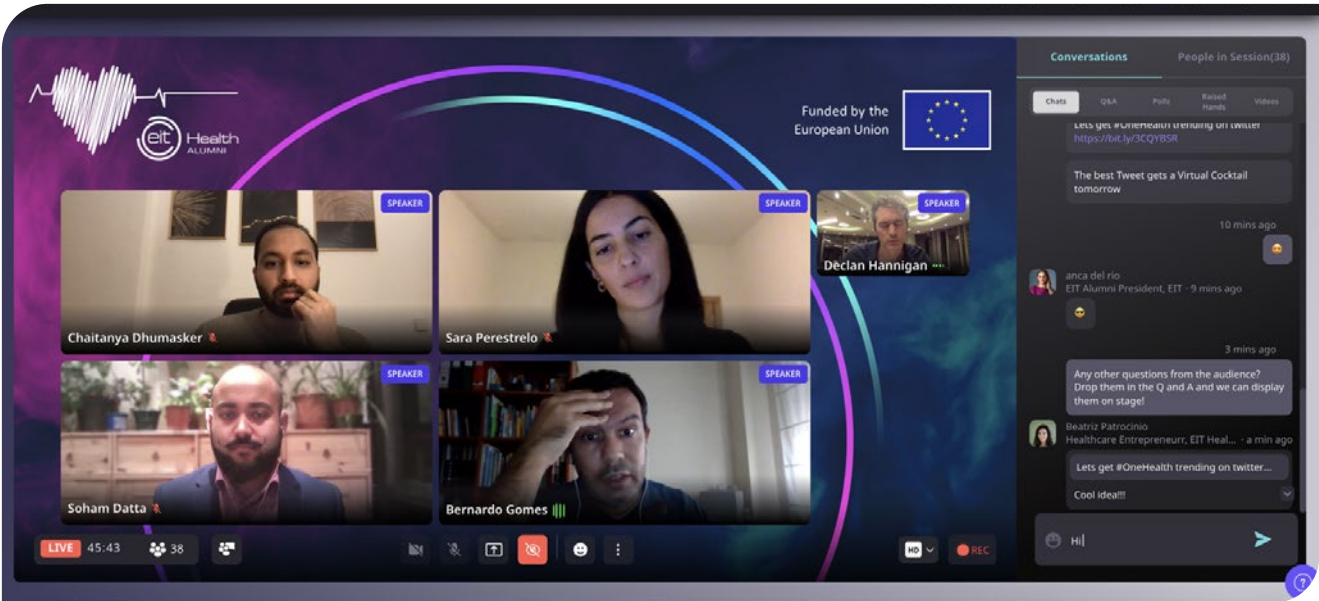 eit Health
ALUMNI
Funded by the
European Union
SPEAKER
Chaitanya Dhumasker
SPEAKER
Sara Perestrelo
SPEAKER
Declan Hannigan
SPEAKER
Soham Datta
SPEAKER
Bernardo Gomes
LIVE 45:43 38
HD
REC
Conversations People in Session(38)
Chats Q&A Polls Raised Hands Videos
Lets get #OneHealth trending on twitter
https://bit.ly/3CQYBSR
The best Tweet gets a Virtual Cocktail
tomorrow
10 mins ago
anca del rio
EIT Alumni President, EIT · 9 mins ago
3 mins ago
Any other questions from the audience?
Drop them in the Q and A and we can display
them on stage!
Beatriz Patrocinio
Healthcare Entrepreneurr, EIT Heal... · a min ago
Lets get #OneHealth trending on twitter...
Cool idea!!!
Hi
?